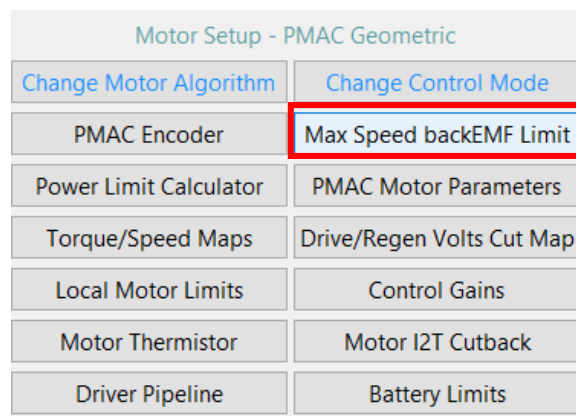 Motor Setup - PMAC Geometric
Change Motor Algorithm
Change Control Mode
PMAC Encoder
Max Speed backEMF Limit
Power Limit Calculator
PMAC Motor Parameters
Torque/Speed Maps
Drive/Regen Volts Cut Map
Local Motor Limits
Control Gains
Motor Thermistor
Motor I2T Cutback
Driver Pipeline
Battery Limits